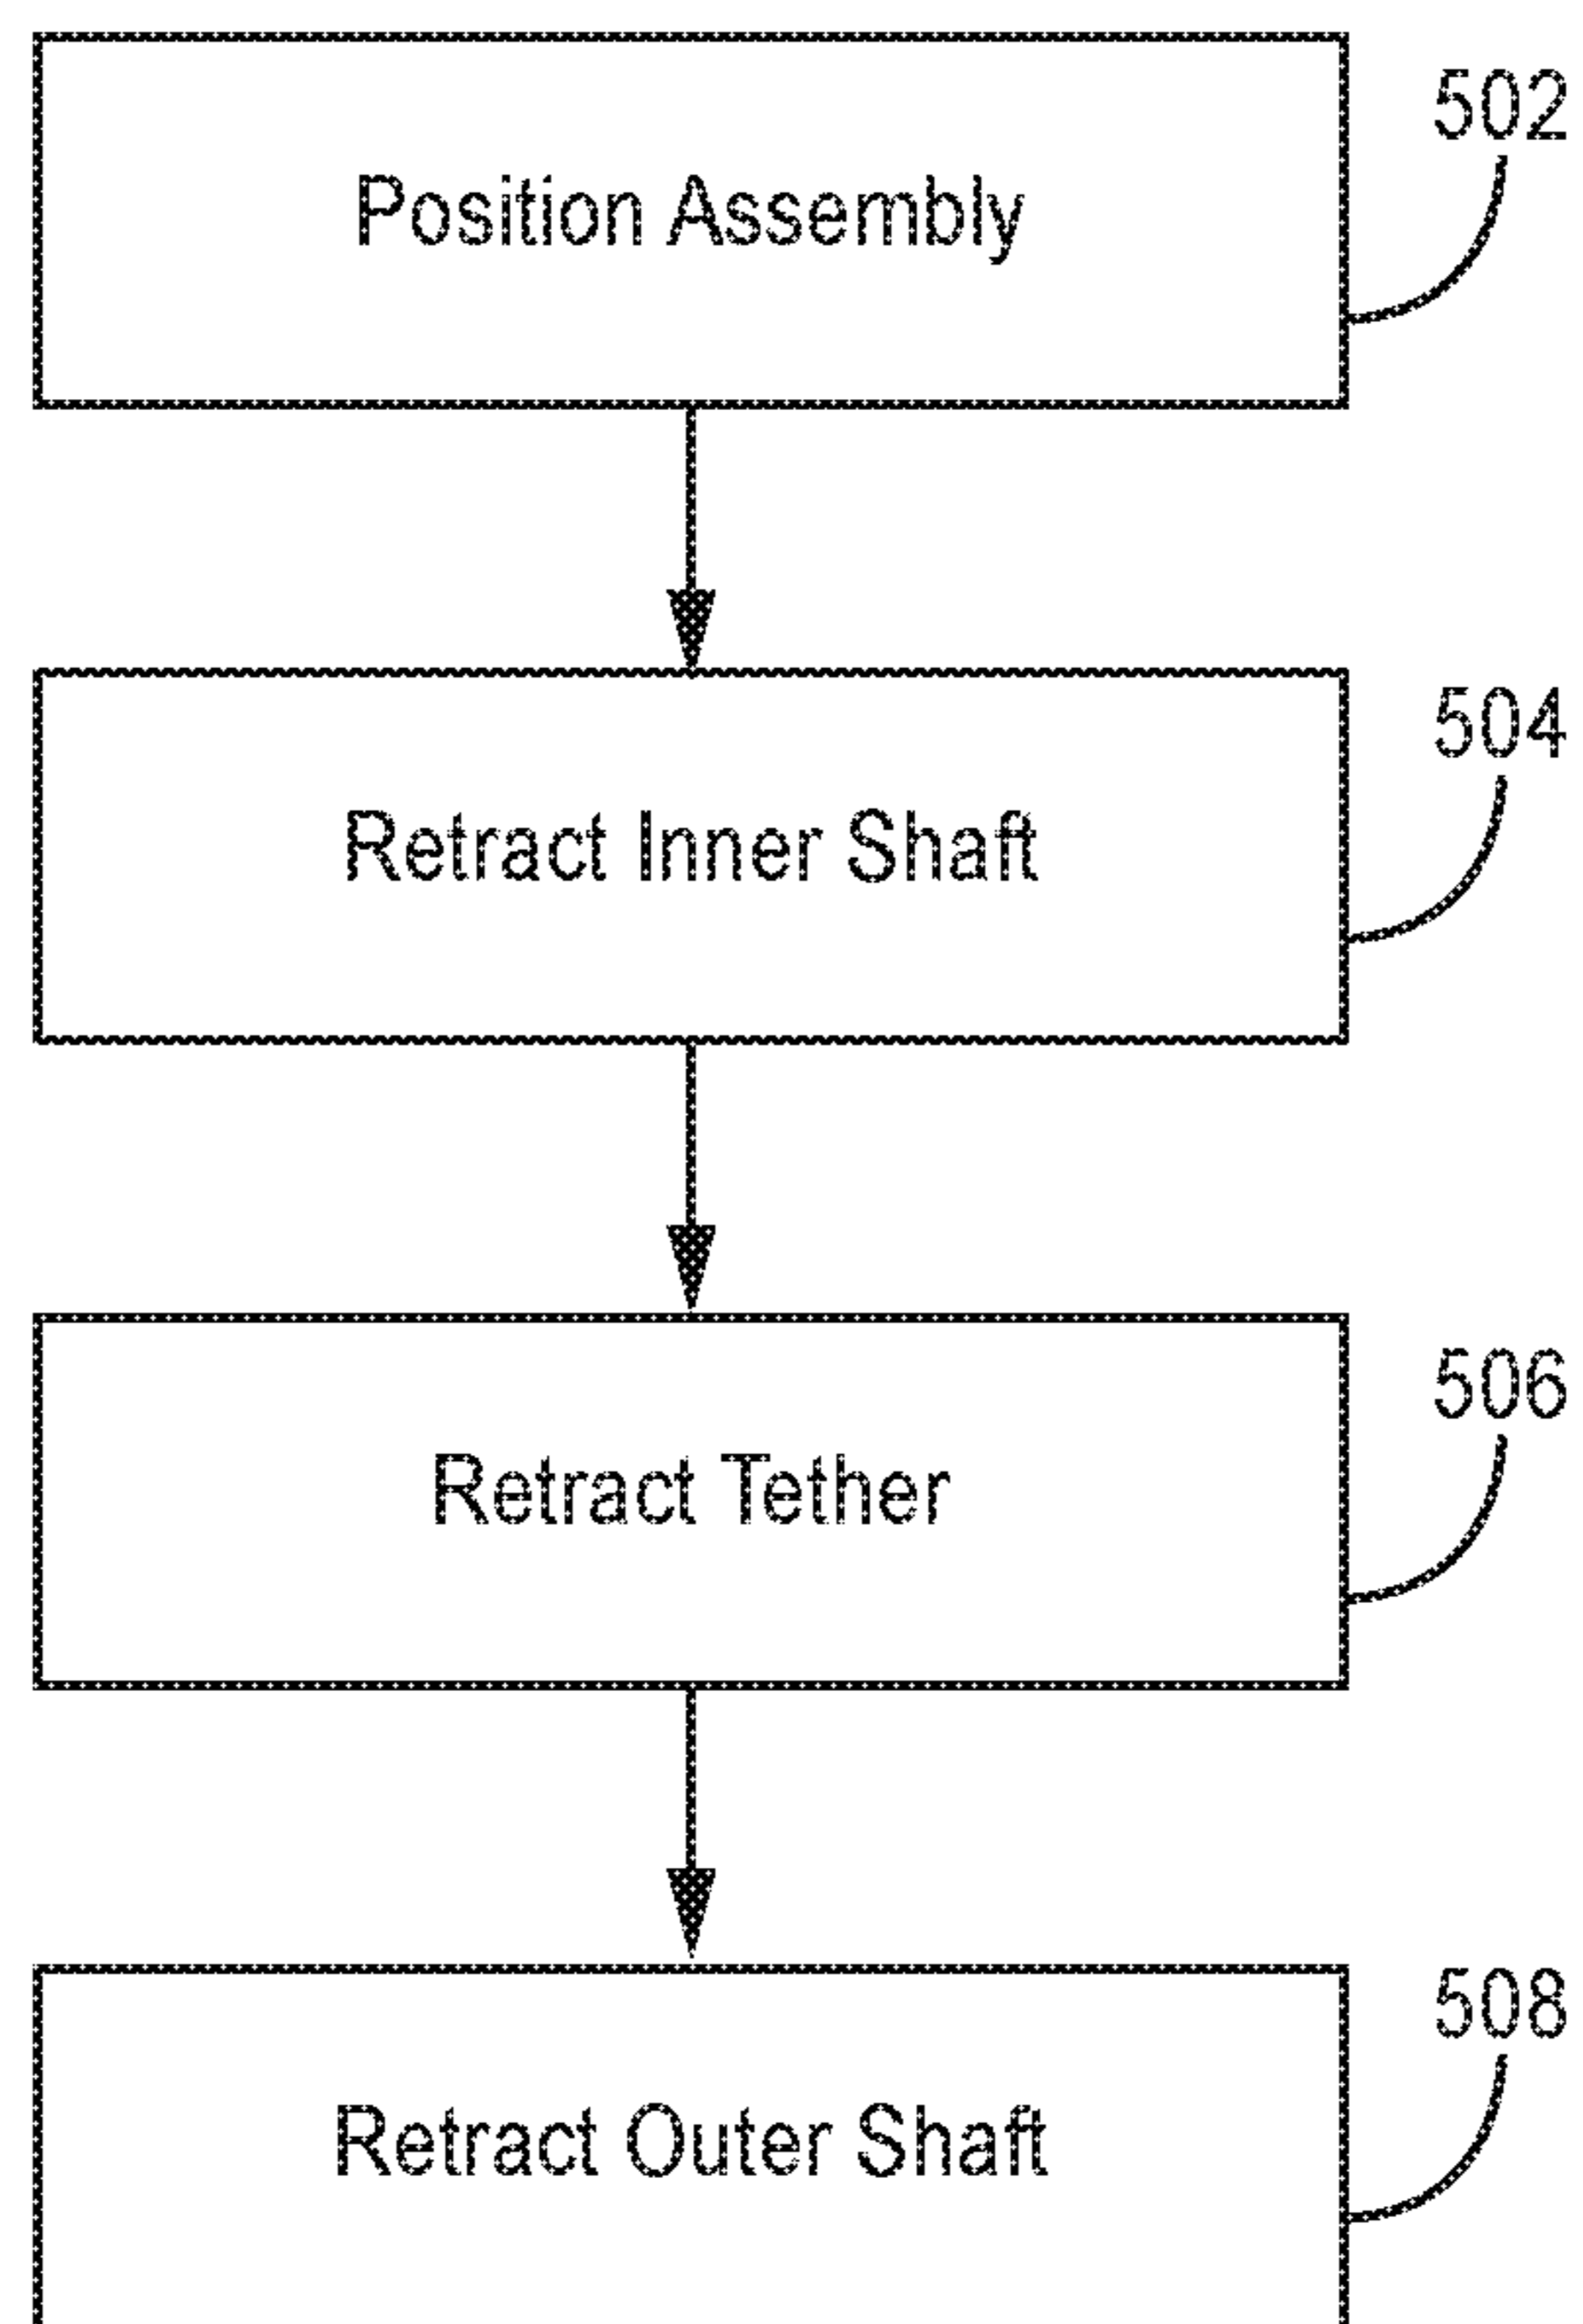 502
Position Assembly
504
Retract Inner Shaft
506
Retract Tether
508
Retract Outer Shaft